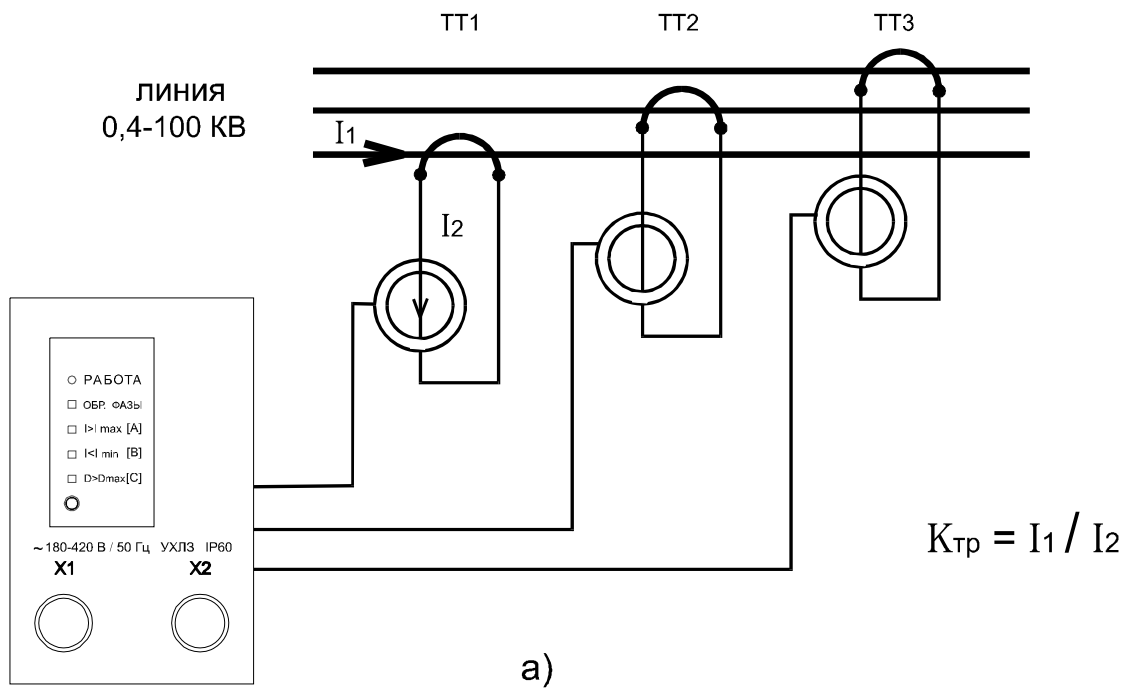 ТТ1 ТТ2 ТТ3
ЛИНИЯ
0,4-100 КВ
I1
I2
РАБОТА
ОБР. ФАЗЫ
I>I max [A]
I<I min [B]
D>Dmax[C]
~180-420 В / 50 Гц УХЛ3 IP60
X1 X2
Kтр = I1 / I2
а)